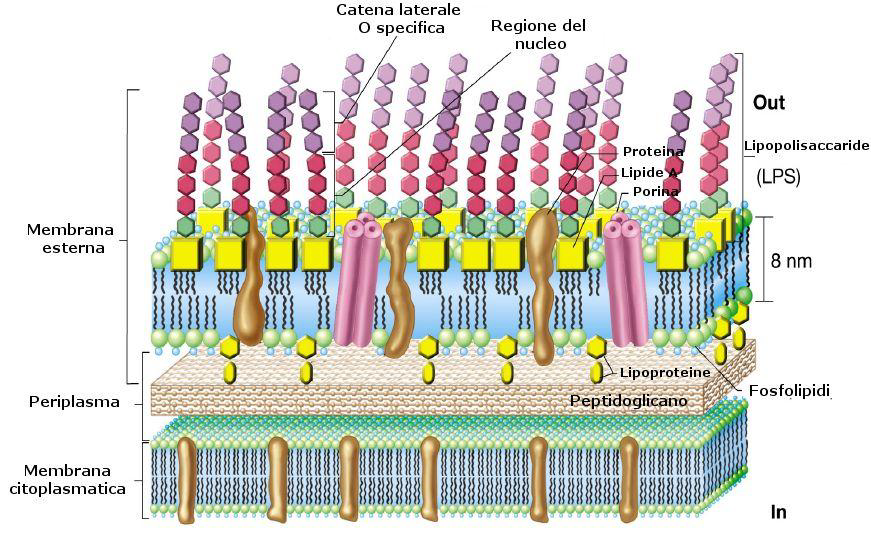 Catena laterale
O specifica
Regione del
nucleo
Out
Lipopolisaccaride
(LPS)
Proteina
Lipide A
Porina
Membrana
esterna
8 nm
Lipoproteine
Periplasma
Peptidoglicano
Fosfolipidi
Membrana
citoplasmatica
In